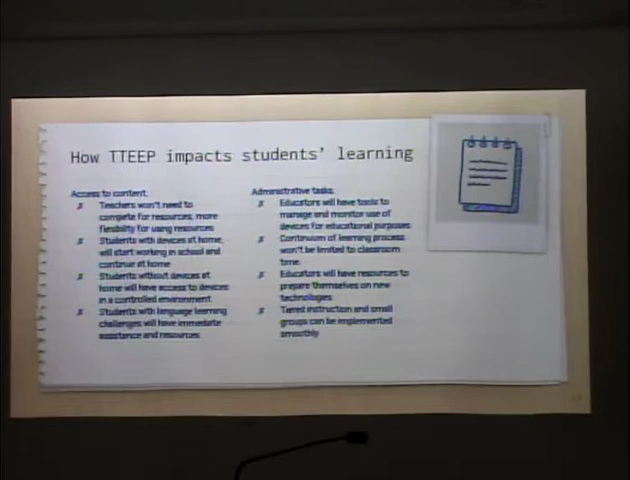 How TTEEP impacts students' learning
Access to content.
Teachers won't need to
compete for resources, more
flexibility for using resources
Students with devices at home,
will start working in school and
continue at home
Students without devices at
home will have access to devices
in a controlled environment
Students with language learning
challenges will have immediate
assistance and resources
Administrative tasks.
Educators will have tools to
manage and monitor use of
devices for educational purposes
Continuum of learning process
won't be limited to classroom
time.
Educators will have resources to
prepare themselves on new
technologies
Tiered instruction and small
groups can be implemented
smoothly